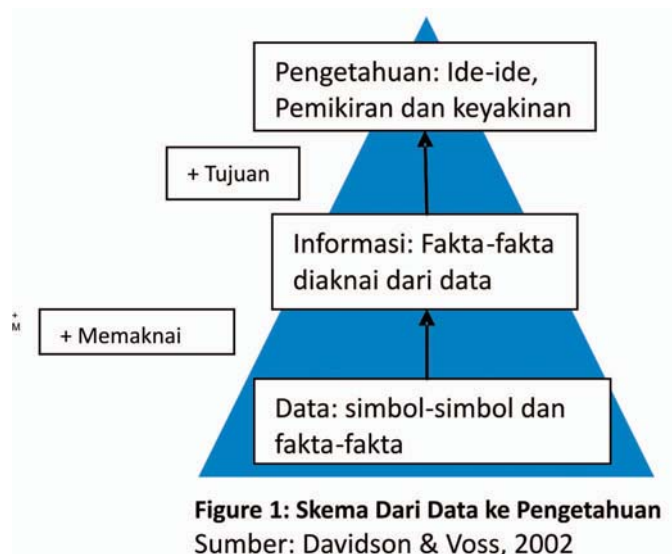 Pengetahuan: Ide-ide,
Pemikiran dan keyakinan
+ Tujuan
Informasi: Fakta-fakta
diaknai dari data
+
M
+ Memaknai
Data: simbol-simbol dan
fakta-fakta
Figure 1: Skema Dari Data ke Pengetahuan
Sumber: Davidson & Voss, 2002